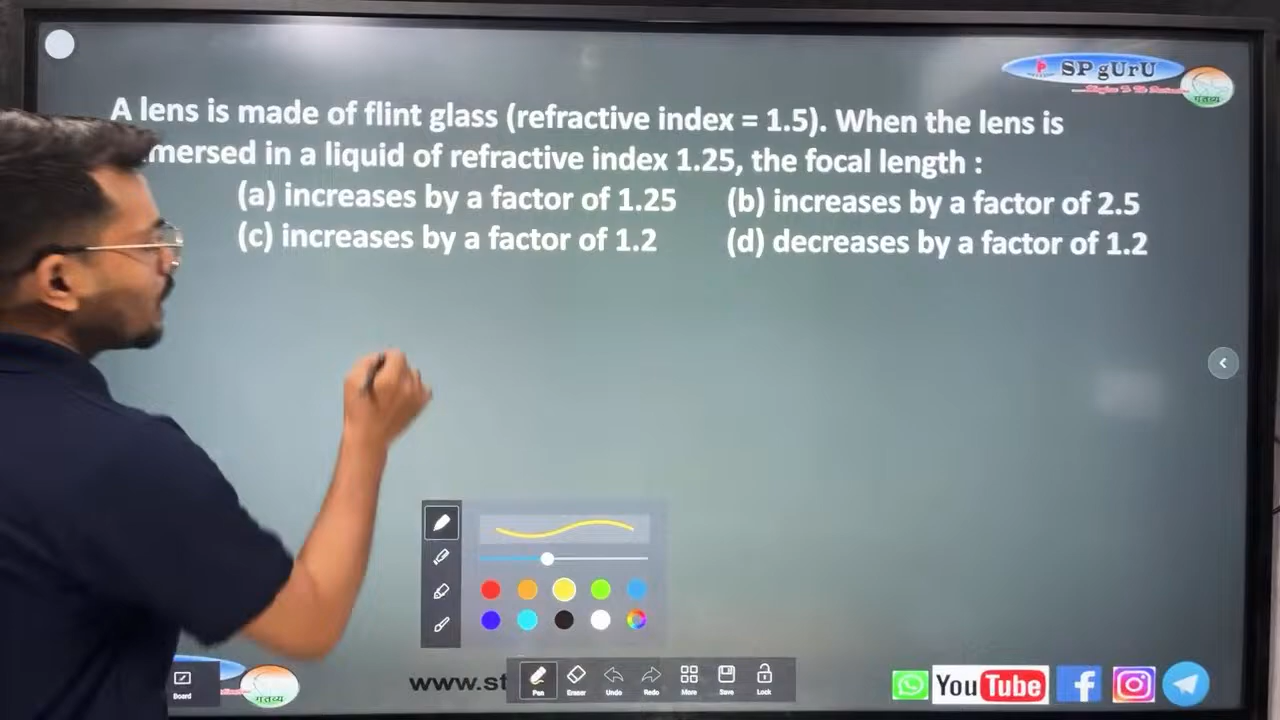 SP gUrU
गंतव्य
A lens is made of flint glass (refractive index = 1.5). When the lens is
mersed in a liquid of refractive index 1.25, the focal length :
(a) increases by a factor of 1.25 (b) increases by a factor of 2.5
(c) increases by a factor of 1.2 (d) decreases by a factor of 1.2
Board
गंतव्य
www.st
Pen Eraser Undo Redo More Save Lock
YouTube